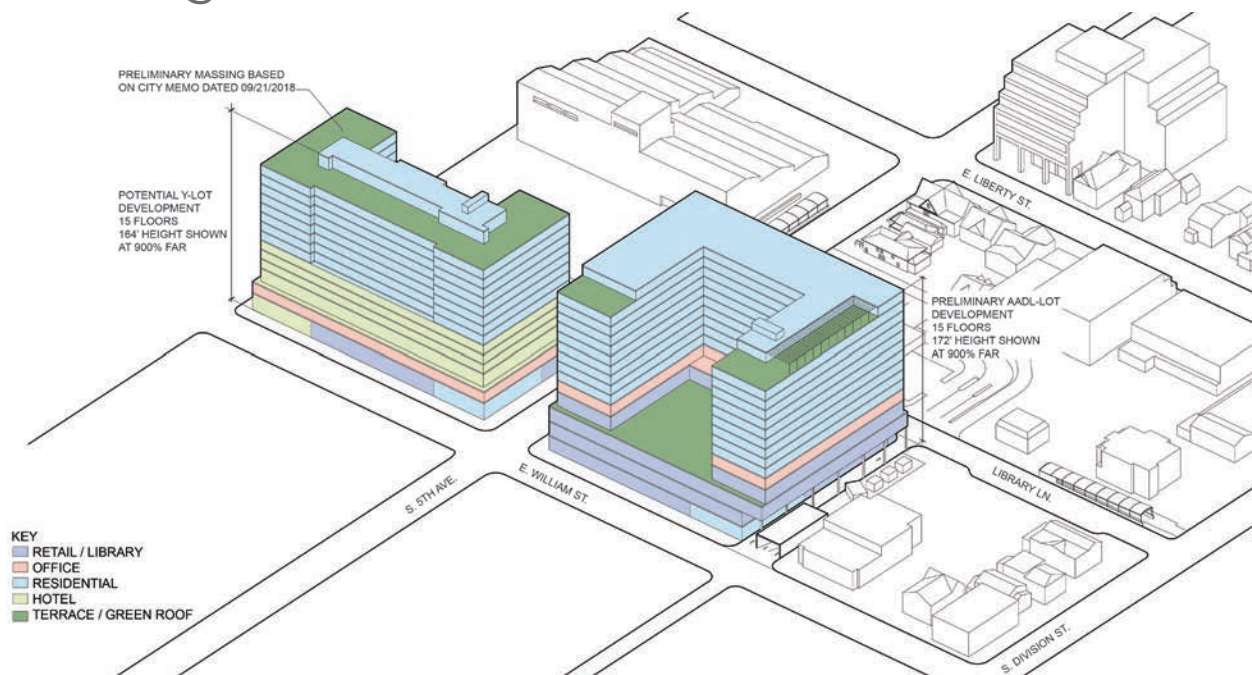 PRELIMINARY MASSING BASED
ON CITY MEMO DATED 09/21/2018
POTENTIAL Y-LOT
DEVELOPMENT
15 FLOORS
164' HEIGHT SHOWN
AT 900% FAR
E. LIBERTY ST.
PRELIMINARY AADL-LOT
DEVELOPMENT
15 FLOORS
172' HEIGHT SHOWN
AT 900% FAR
S. 5TH AVE.
E. WILLIAM ST.
LIBRARY LN.
S. DIVISION ST.
KEY
RETAIL / LIBRARY
OFFICE
RESIDENTIAL
HOTEL
TERRACE / GREEN ROOF